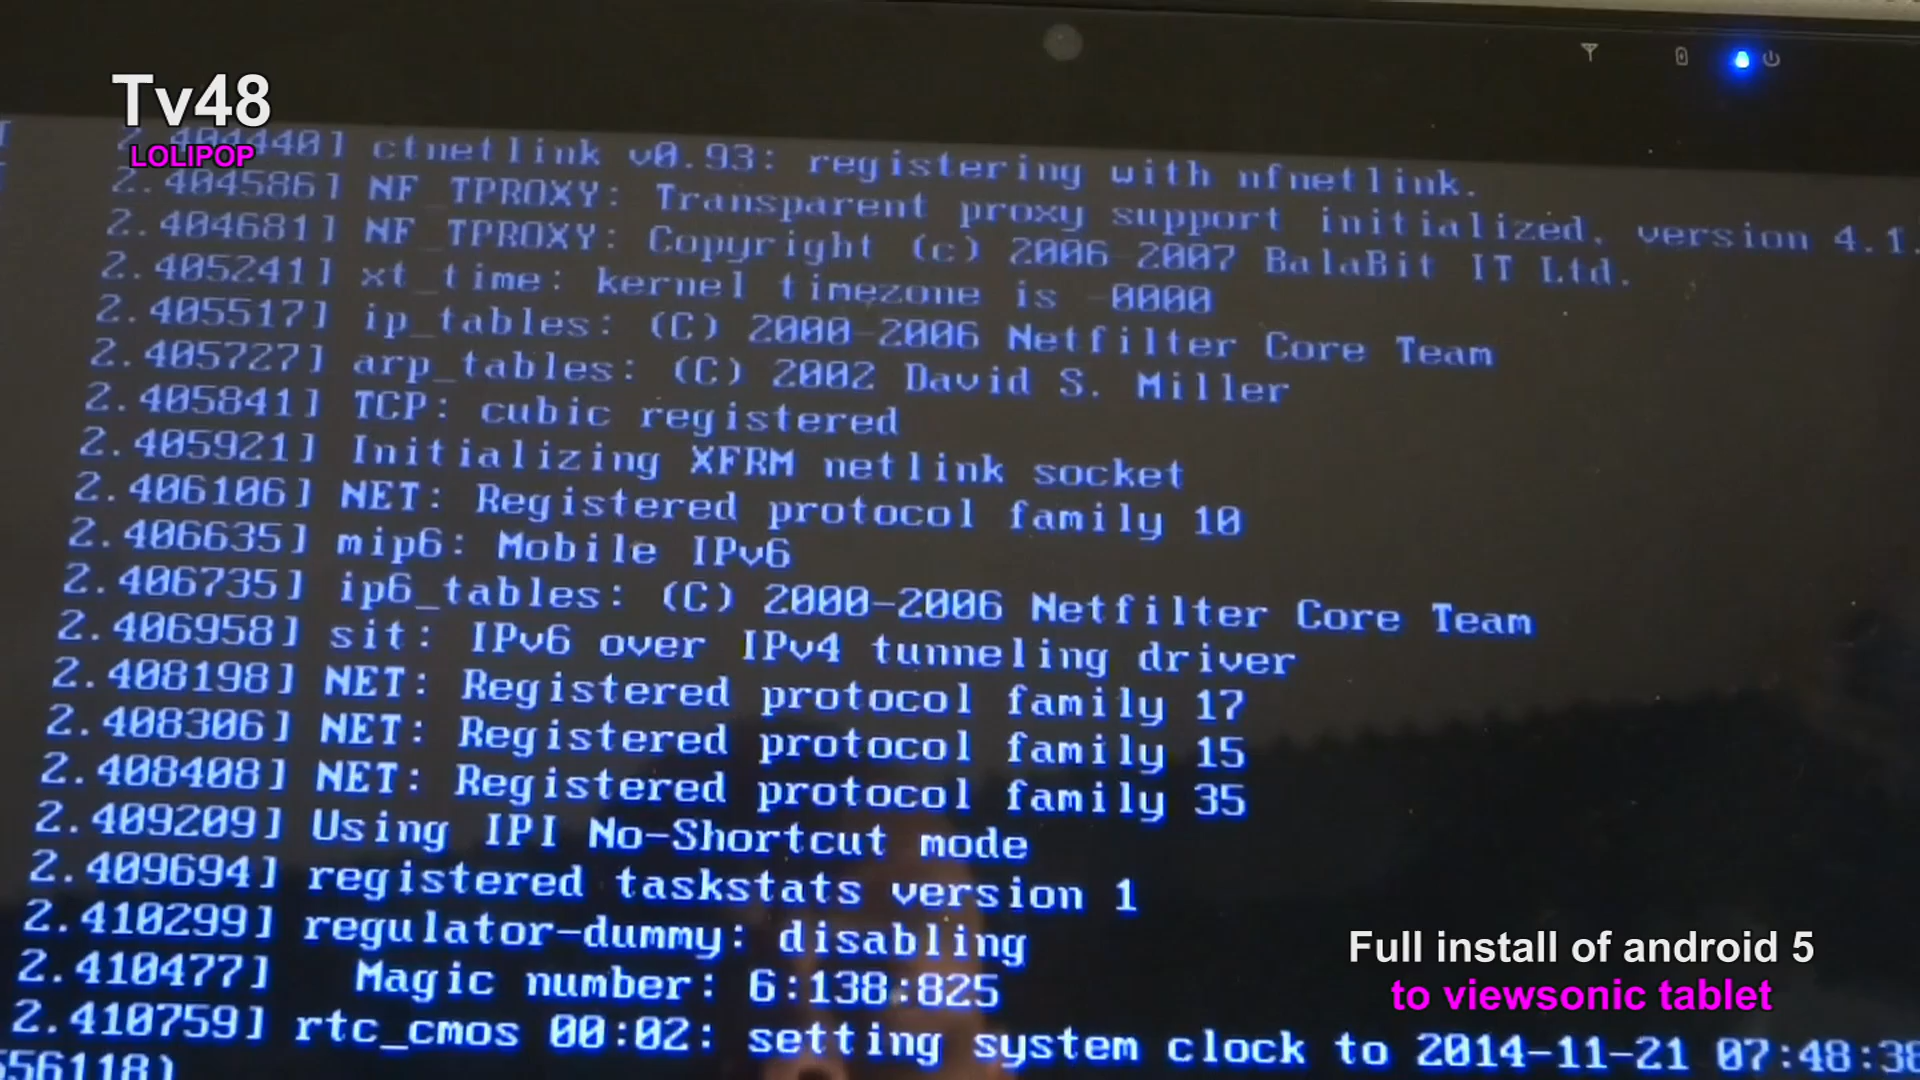 Tv48
LOLIPOP
2.404440] ctnetlink v0.93: registering with nfnetlink.
2.404586] NF_TPROXY: Transparent proxy support initialized, version 4.1.
2.404681] NF_TPROXY: Copyright (c) 2006-2007 BalaBit IT Ltd.
2.405241] xt_time: kernel timezone is -0000
2.405517] ip_tables: (C) 2000-2006 Netfilter Core Team
2.405727] arp_tables: (C) 2002 David S. Miller
2.405841] TCP: cubic registered
2.405921] Initializing XFRM netlink socket
2.406106] NET: Registered protocol family 10
2.406635] mip6: Mobile IPv6
2.406735] ip6_tables: (C) 2000-2006 Netfilter Core Team
2.406958] sit: IPv6 over IPv4 tunneling driver
2.408198] NET: Registered protocol family 17
2.408306] NET: Registered protocol family 15
2.408408] NET: Registered protocol family 35
2.409209] Using IPI No-Shortcut mode
2.409694] registered taskstats version 1
2.410299] regulator-dummy: disabling
2.410477]   Magic number: 6:138:825
2.410759] rtc_cmos 00:02: setting system clock to 2014-11-21 07:48:38
556118)
Full install of android 5
to viewsonic tablet